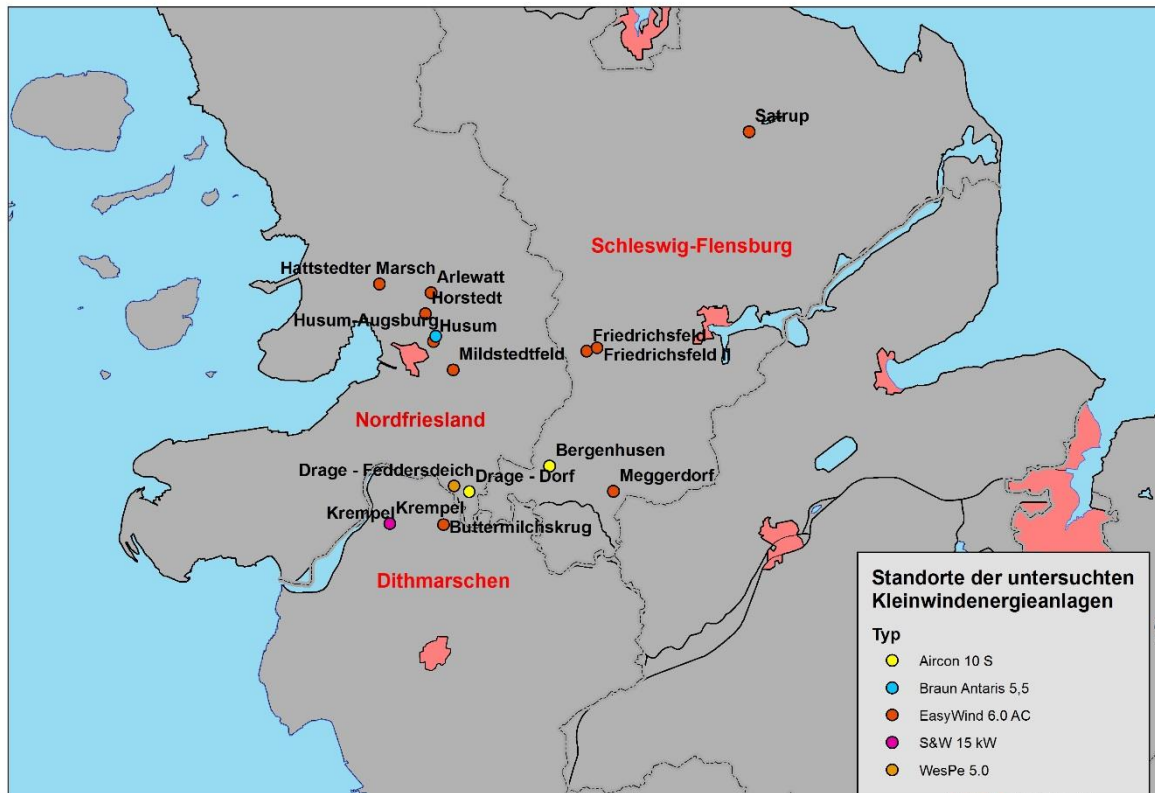 Satrup
Schleswig-Flensburg
Hattstedter Marsch
Arlewatt
Horstedt
Husum-Augsburg
Husum
Friedrichsfeld
Friedrichsfeld II
Mildstedtfeld
Nordfriesland
Bergenhusen
Drage - Feddersdeich
Drage - Dorf
Meggerdorf
Krempel
Krempel
Buttermilchskrug
Dithmarschen
Standorte der untersuchten
Kleinwindenergieanlagen
Typ
Aircon 10 S
Braun Antaris 5,5
EasyWind 6.0 AC
S&W 15 kW
WesPe 5.0